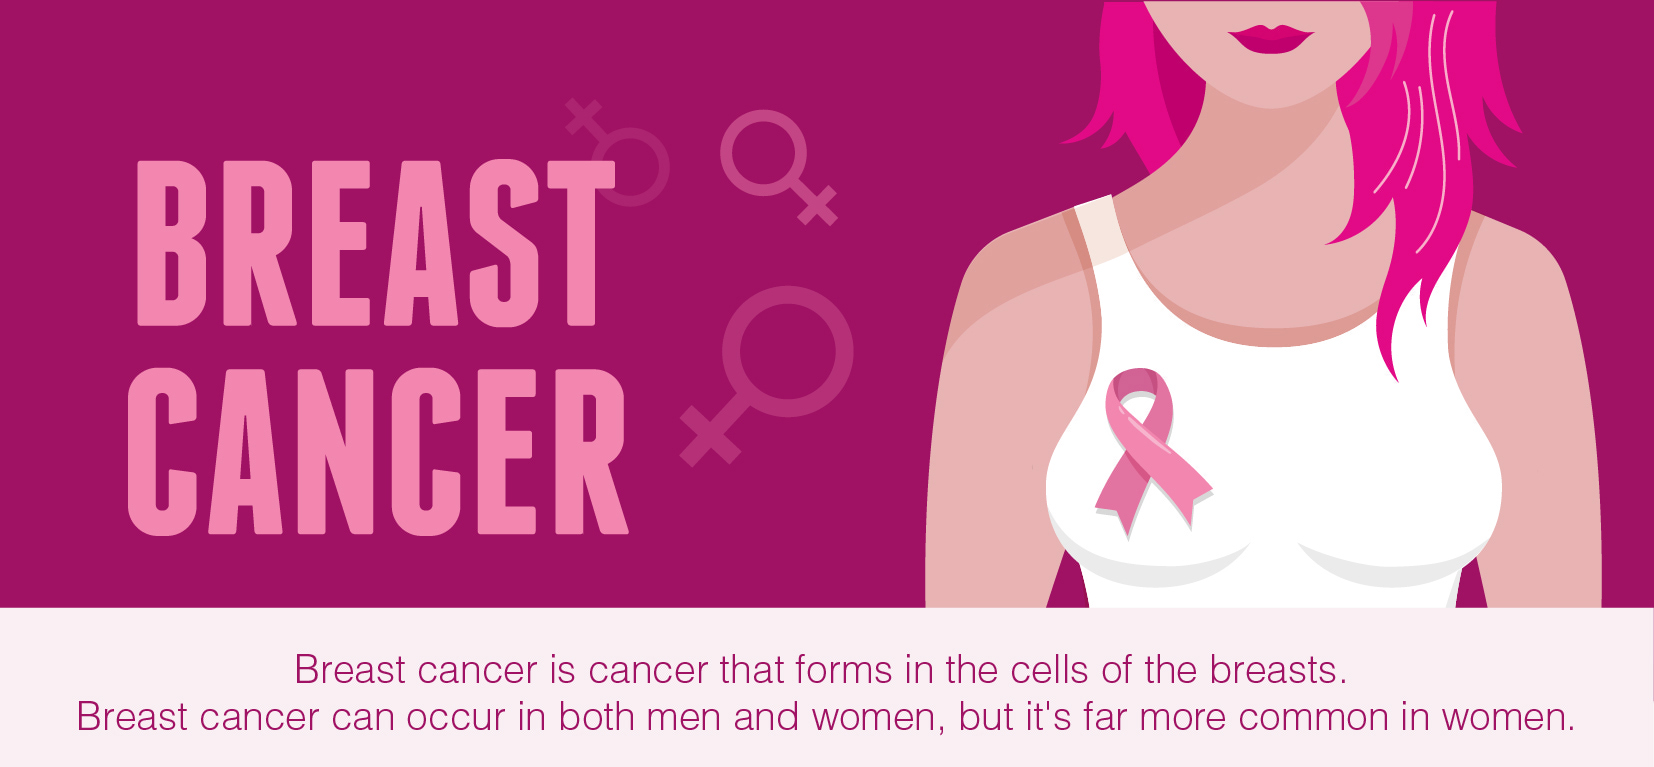 BREAST
CANCER
Breast cancer is cancer that forms in the cells of the breasts.
Breast cancer can occur in both men and women, but it's far more common in women.